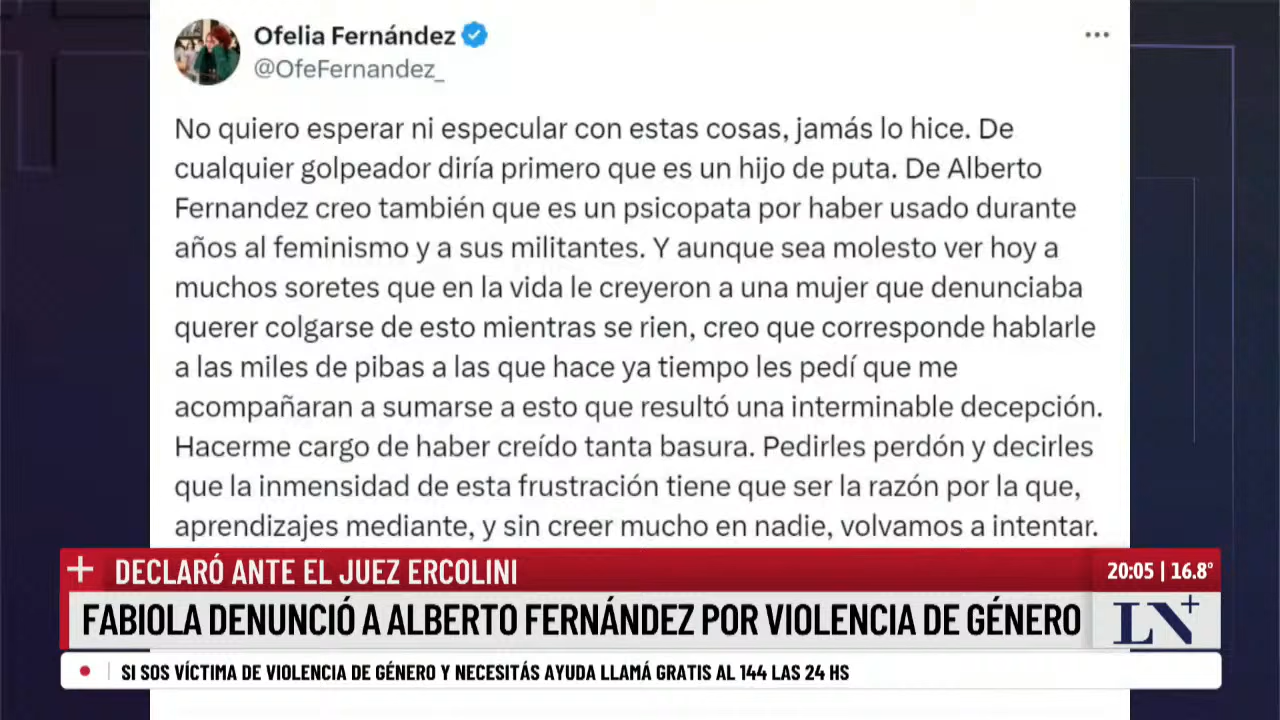 Ofelia Fernández
@OfeFernandez_
No quiero esperar ni especular con estas cosas, jamás lo hice. De
cualquier golpeador diría primero que es un hijo de puta. De Alberto
Fernandez creo también que es un psicopata por haber usado durante
años al feminismo y a sus militantes. Y aunque sea molesto ver hoy a
muchos soretes que en la vida le creyeron a una mujer que denunciaba
querer colgarse de esto mientras se rien, creo que corresponde hablarle
a las miles de pibas a las que hace ya tiempo les pedí que me
acompañaran a sumarse a esto que resultó una interminable decepción.
Hacerme cargo de haber creído tanta basura. Pedirles perdón y decirles
que la inmensidad de esta frustración tiene que ser la razón por la que,
aprendizajes mediante, y sin creer mucho en nadie, volvamos a intentar.
DECLARÓ ANTE EL JUEZ ERCOLINI
20:05 | 16.8°
FABIOLA DENUNCIÓ A ALBERTO FERNÁNDEZ POR VIOLENCIA DE GÉNERO
LN+
SI SOS VÍCTIMA DE VIOLENCIA DE GÉNERO Y NECESITÁS AYUDA LLAMÁ GRATIS AL 144 LAS 24 HS